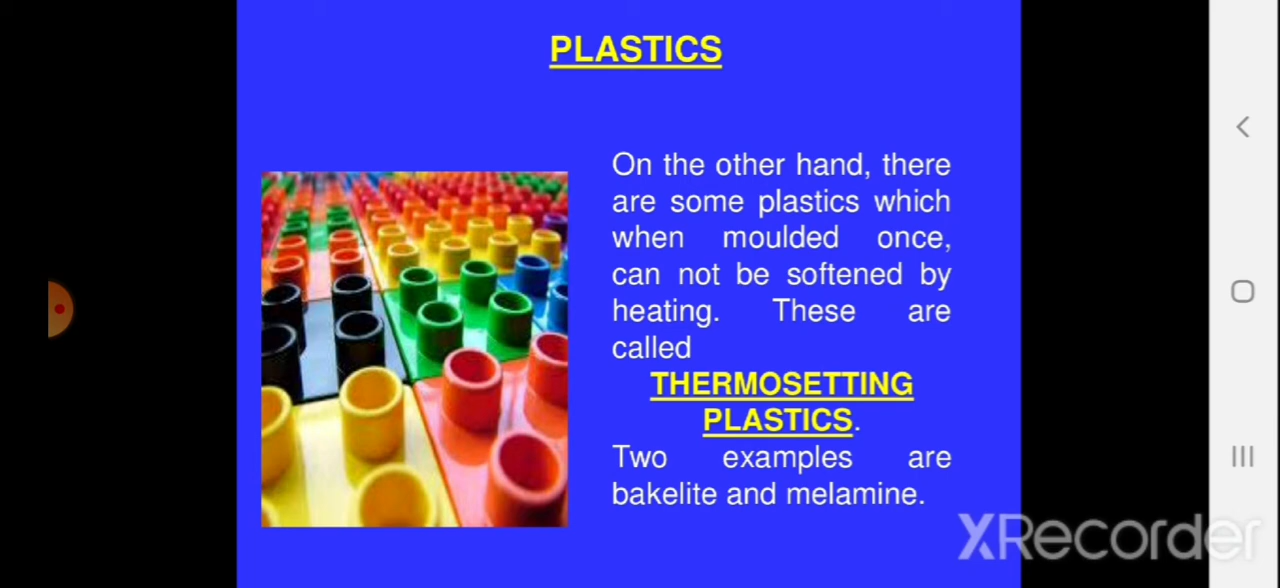 PLASTICS
On the other hand, there
are some plastics which
when moulded once,
can not be softened by
heating. These are
called
THERMOSETTING
PLASTICS.
Two examples are
bakelite and melamine.
XRecorder